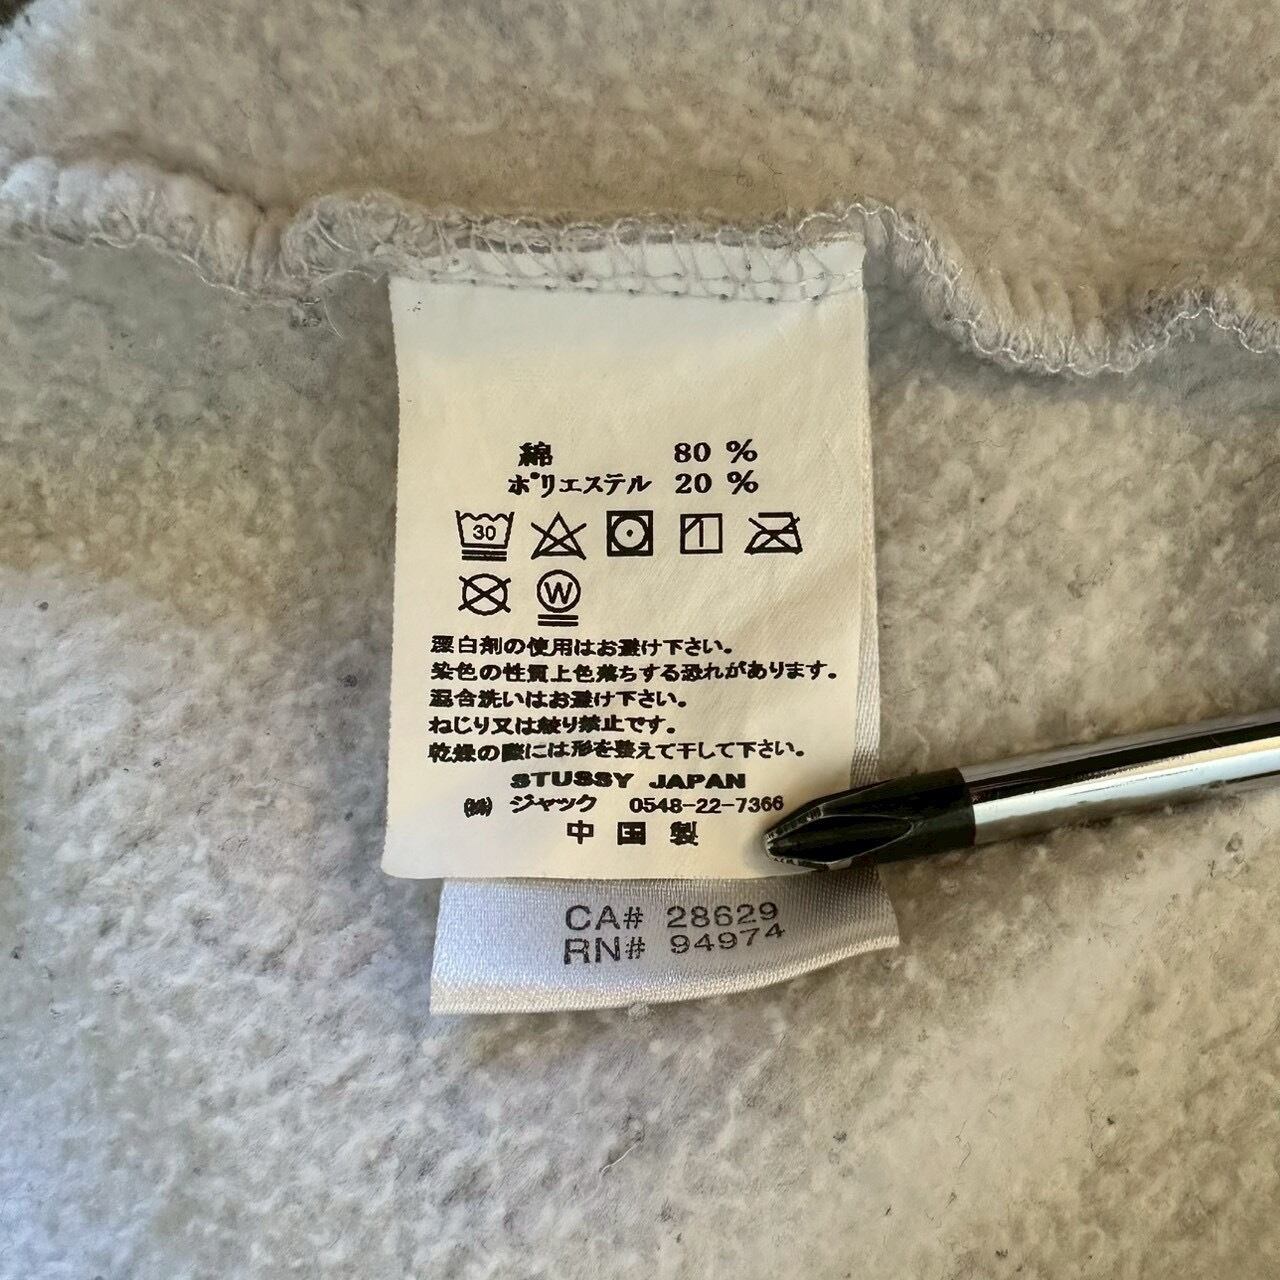 綿 80 %
ポリエステル 20 %
30
W
漂白剤の使用はお避け下さい。
染色の性質上色落ちする恐れがあります。
混合洗いはお避け下さい。
ねじり又は絞り禁止です。
乾燥の際には形を整えて干して下さい。
STUSSY JAPAN
㈱ ジャック 0548-22-7366
中国製
CA# 28629
RN# 94974